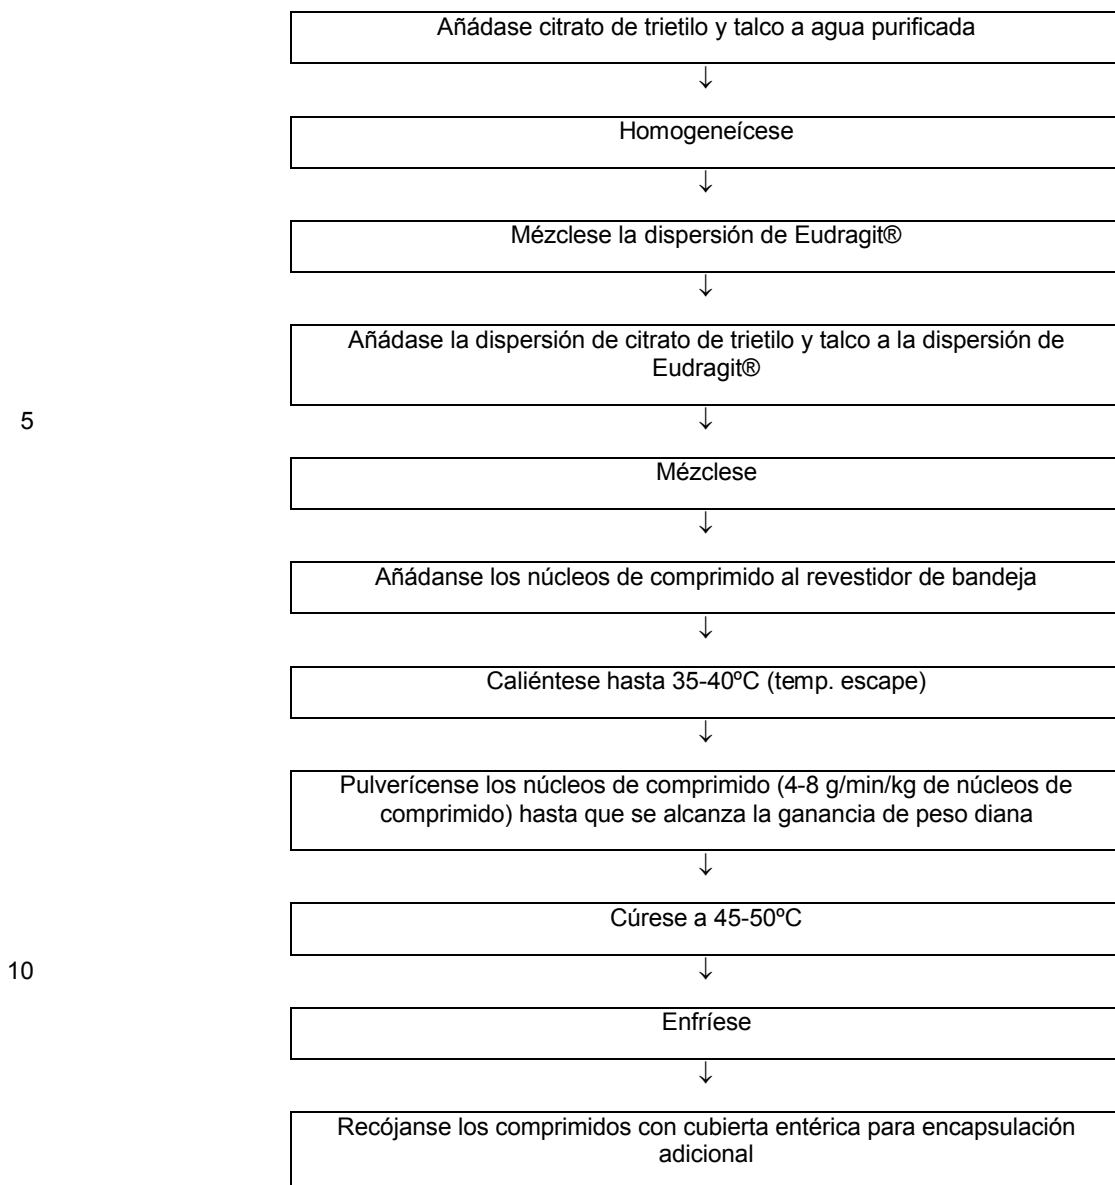 Añádase citrato de trietilo y talco a agua purificada
↓
Homogeneícese
↓
Mézclese la dispersión de Eudragit®
↓
Añádase la dispersión de citrato de trietilo y talco a la dispersión de
Eudragit®
5
↓
Mézclese
↓
Añádanse los núcleos de comprimido al revestidor de bandeja
↓
Caliéntese hasta 35-40ºC (temp. escape)
↓
Pulverícense los núcleos de comprimido (4-8 g/min/kg de núcleos de
comprimido) hasta que se alcanza la ganancia de peso diana
↓
Cúrese a 45-50ºC
10
↓
Enfríese
↓
Recójanse los comprimidos con cubierta entérica para encapsulación
adicional